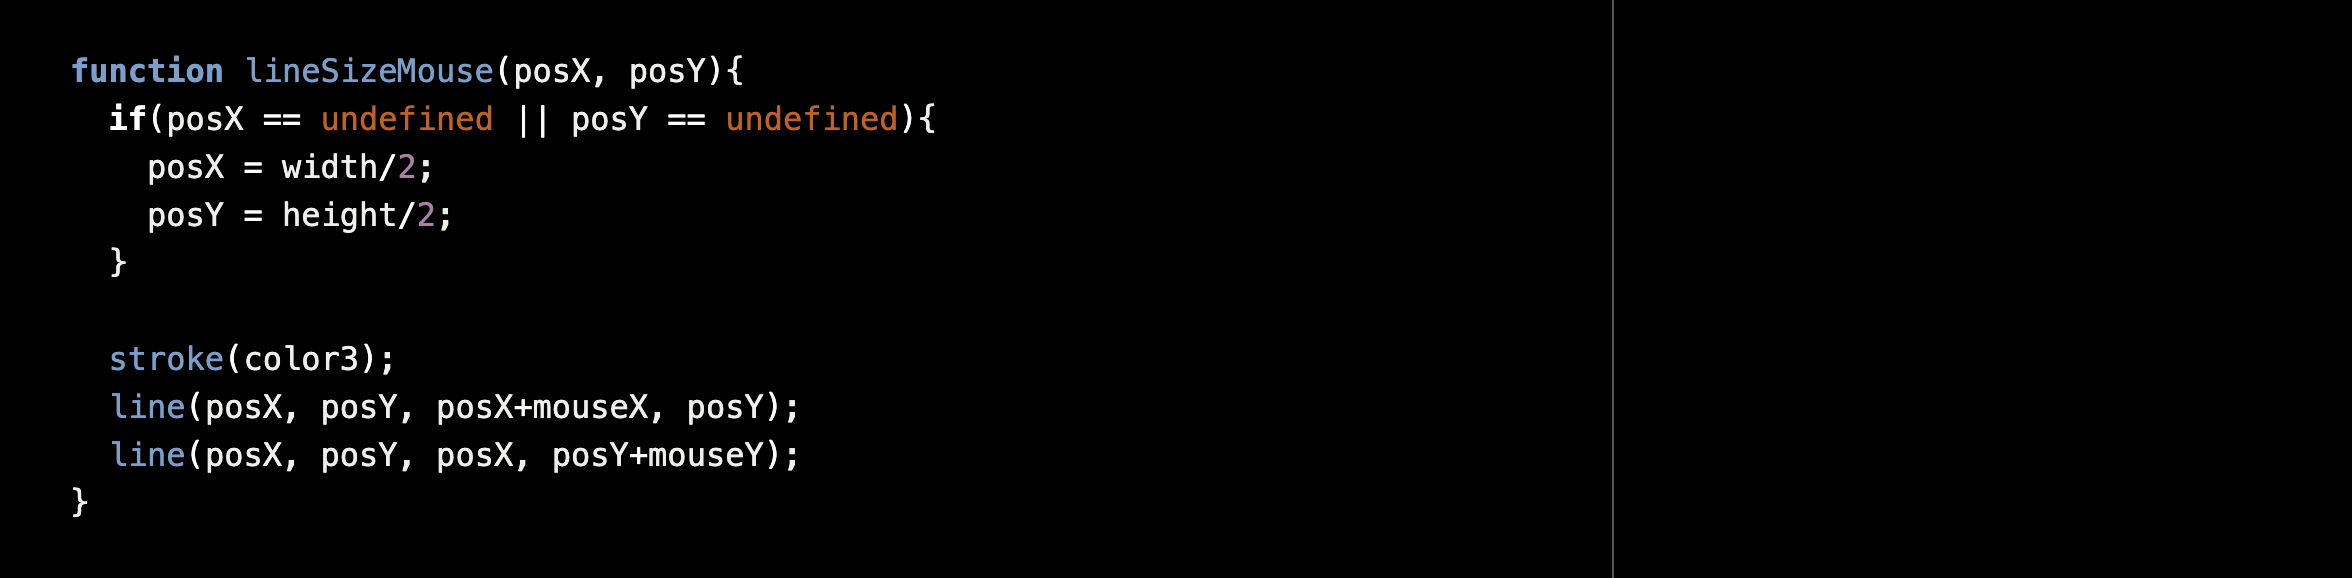 function lineSizeMouse(posX, posY){
  if(posX == undefined || posY == undefined){
    posX = width/2;
    posY = height/2;
  }

  stroke(color3);
  line(posX, posY, posX+mouseX, posY);
  line(posX, posY, posX, posY+mouseY);
}